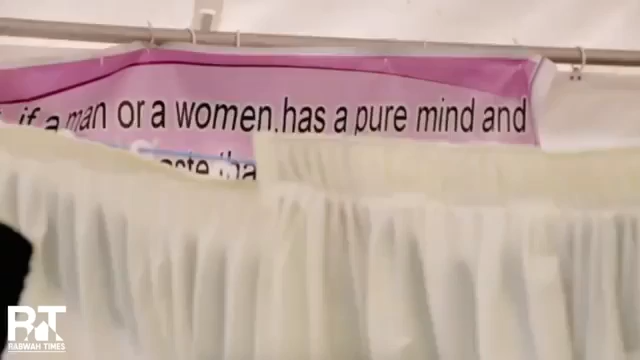 if a man or a women,has a pure mind and
RT
RABWAH TIMES